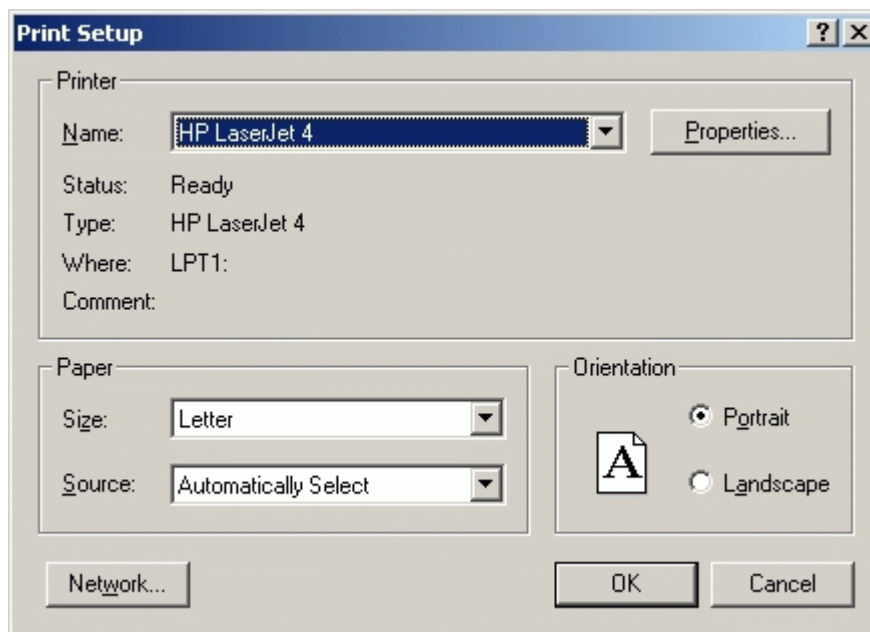 Print Setup
Printer
Name: HP LaserJet 4 Properties...
Status: Ready
Type: HP LaserJet 4
Where: LPT1:
Comment:
Paper
Size: Letter
Source: Automatically Select
Orientation
A
Portrait
Landscape
Network... OK Cancel